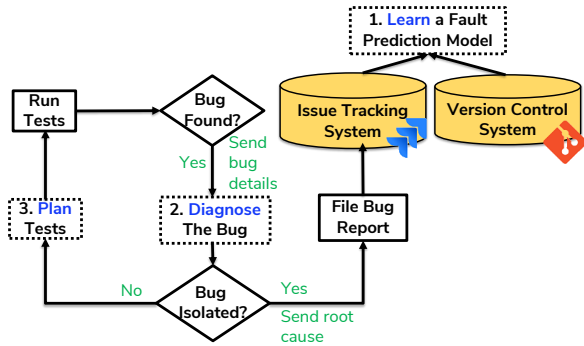 1. Learn a Fault
Prediction Model
Run
Tests
Bug
Found?
Issue Tracking
System
Version Control
System
Yes
Send
bug
details
3. Plan
Tests
2. Diagnose
The Bug
File Bug
Report
No
Bug
Isolated?
Yes
Send root
cause